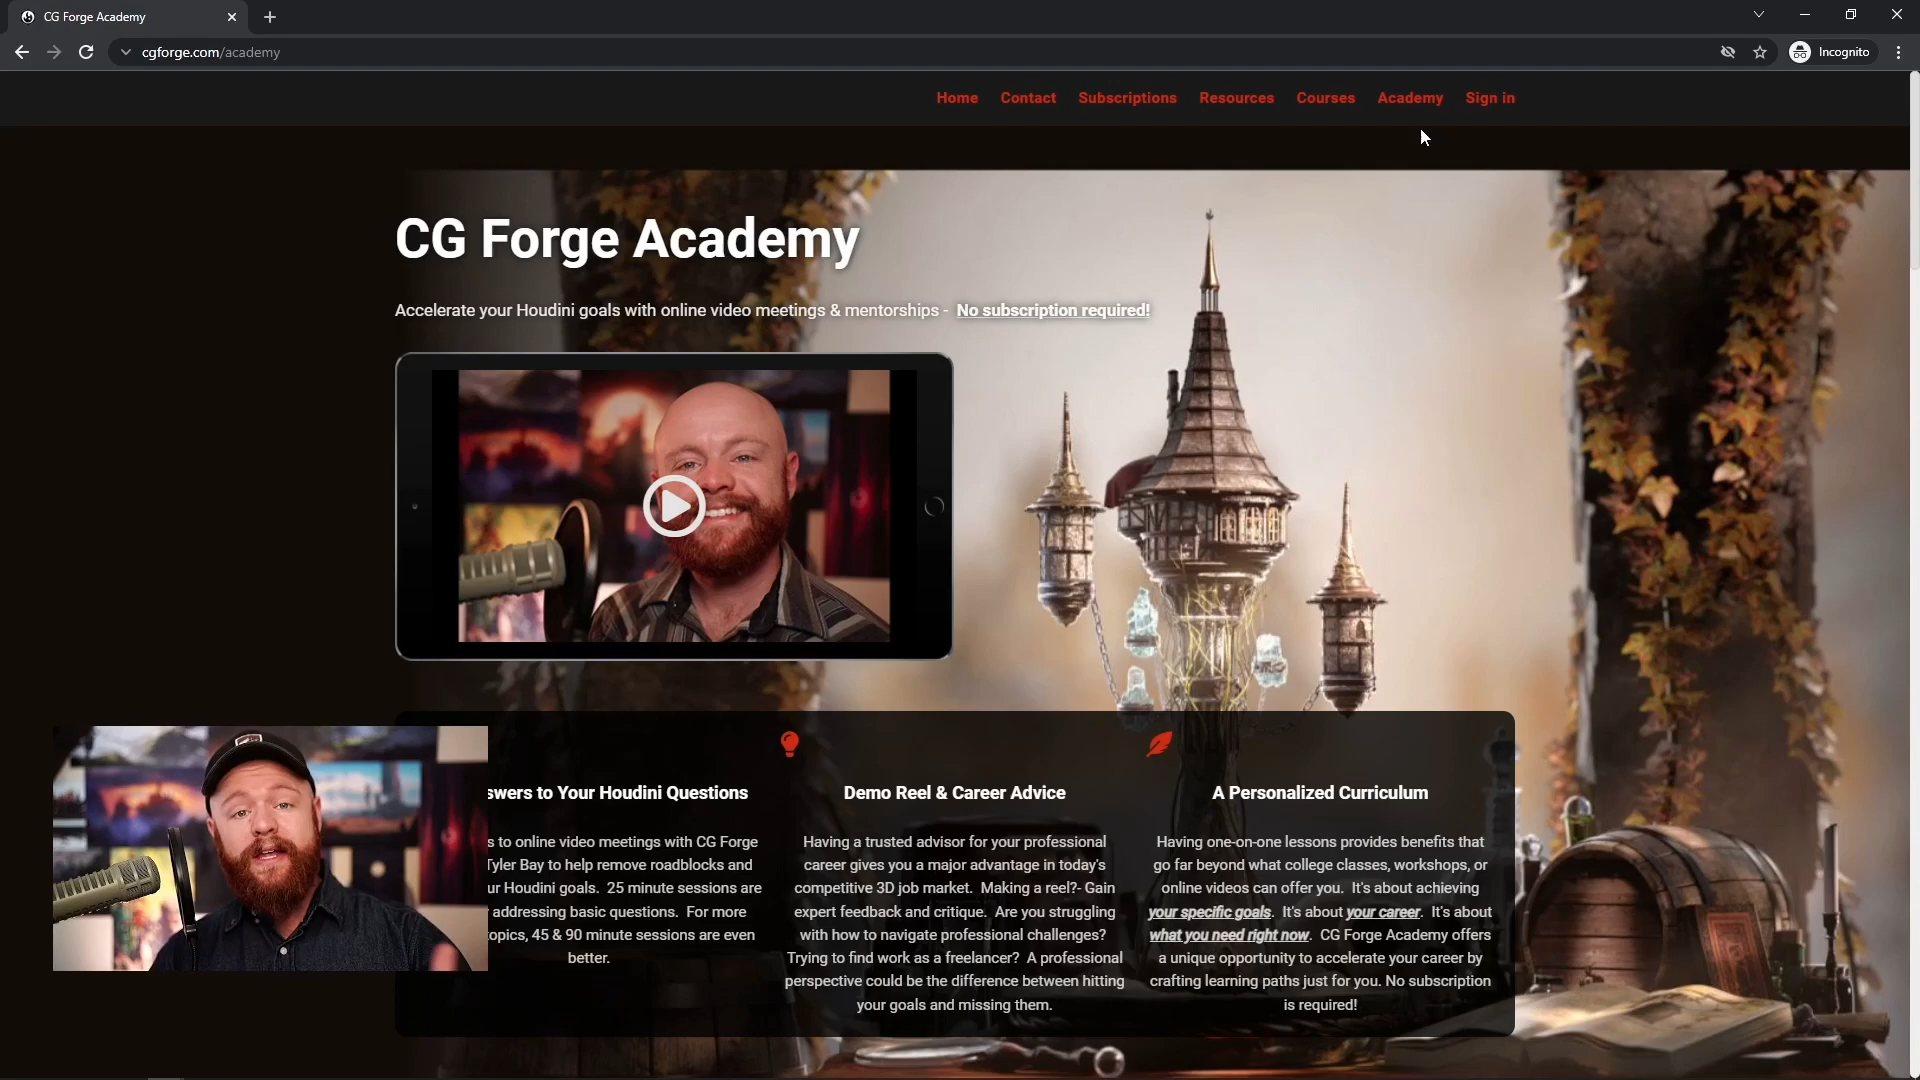 CG Forge Academy
cgforge.com/academy
Incognito
Home Contact Subscriptions Resources Courses Academy Sign in
CG Forge Academy
Accelerate your Houdini goals with online video meetings & mentorships - No subscription required!
swers to Your Houdini Questions
s to online video meetings with CG Forge
Tyler Bay to help remove roadblocks and
ur Houdini goals. 25 minute sessions are
addressing basic questions. For more
opics, 45 & 90 minute sessions are even
better.
Demo Reel & Career Advice
Having a trusted advisor for your professional
career gives you a major advantage in today's
competitive 3D job market. Making a reel?- Gain
expert feedback and critique. Are you struggling
with how to navigate professional challenges?
Trying to find work as a freelancer? A professional
perspective could be the difference between hitting
your goals and missing them.
A Personalized Curriculum
Having one-on-one lessons provides benefits that
go far beyond what college classes, workshops, or
online videos can offer you. It's about achieving
your specific goals. It's about your career. It's about
what you need right now. CG Forge Academy offers
a unique opportunity to accelerate your career by
crafting learning paths just for you. No subscription
is required!